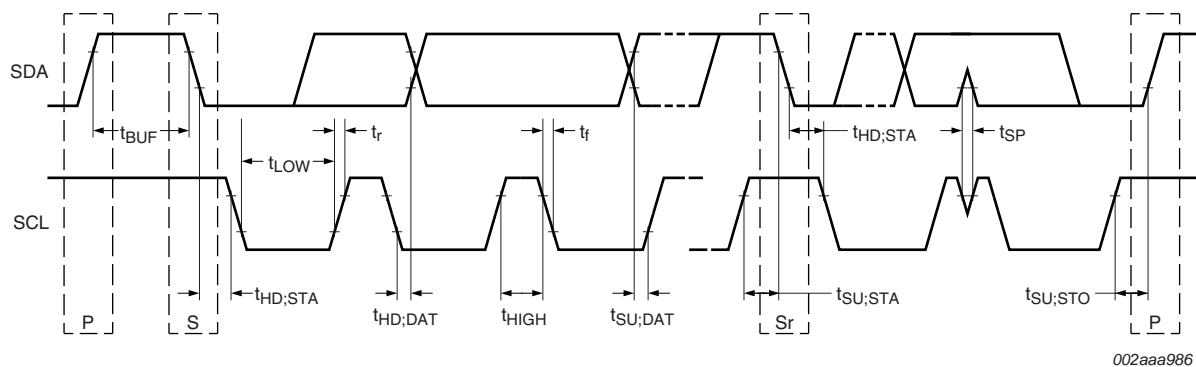 SDA
tBUF
tLOW
tr
tf
tHD;STA
tSP
SCL
tHD;STA
tHD;DAT
tHIGH
tSU;DAT
tSU;STA
tSU;STO
P
S
Sr
P
002aaa986